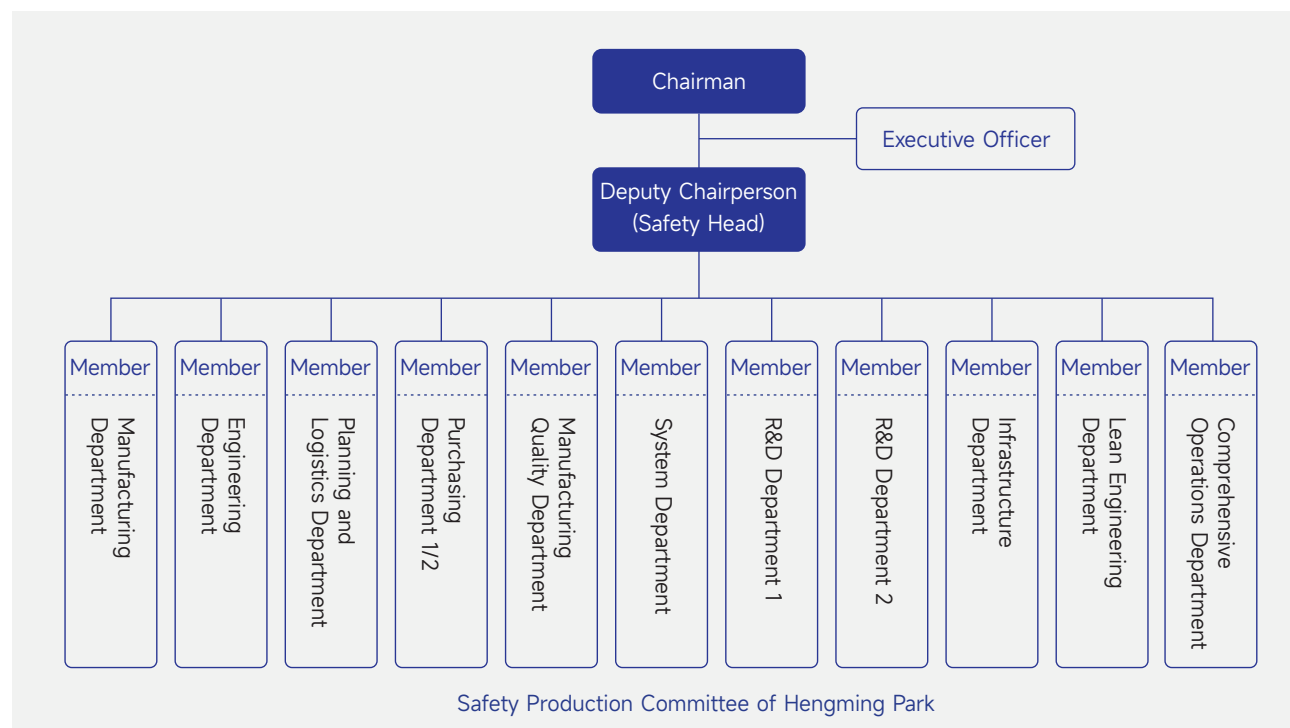 Chairman
Executive Officer
Deputy Chairperson
(Safety Head)
Member
Manufacturing
Department
Member
Engineering
Department
Member
Planning and
Logistics Department
Member
Purchasing
Department 1/2
Member
Manufacturing
Quality Department
Member
System Department
Member
R&D Department 1
Member
R&D Department 2
Member
Infrastructure
Department
Member
Lean Engineering
Department
Member
Comprehensive
Operations Department
Safety Production Committee of Hengming Park